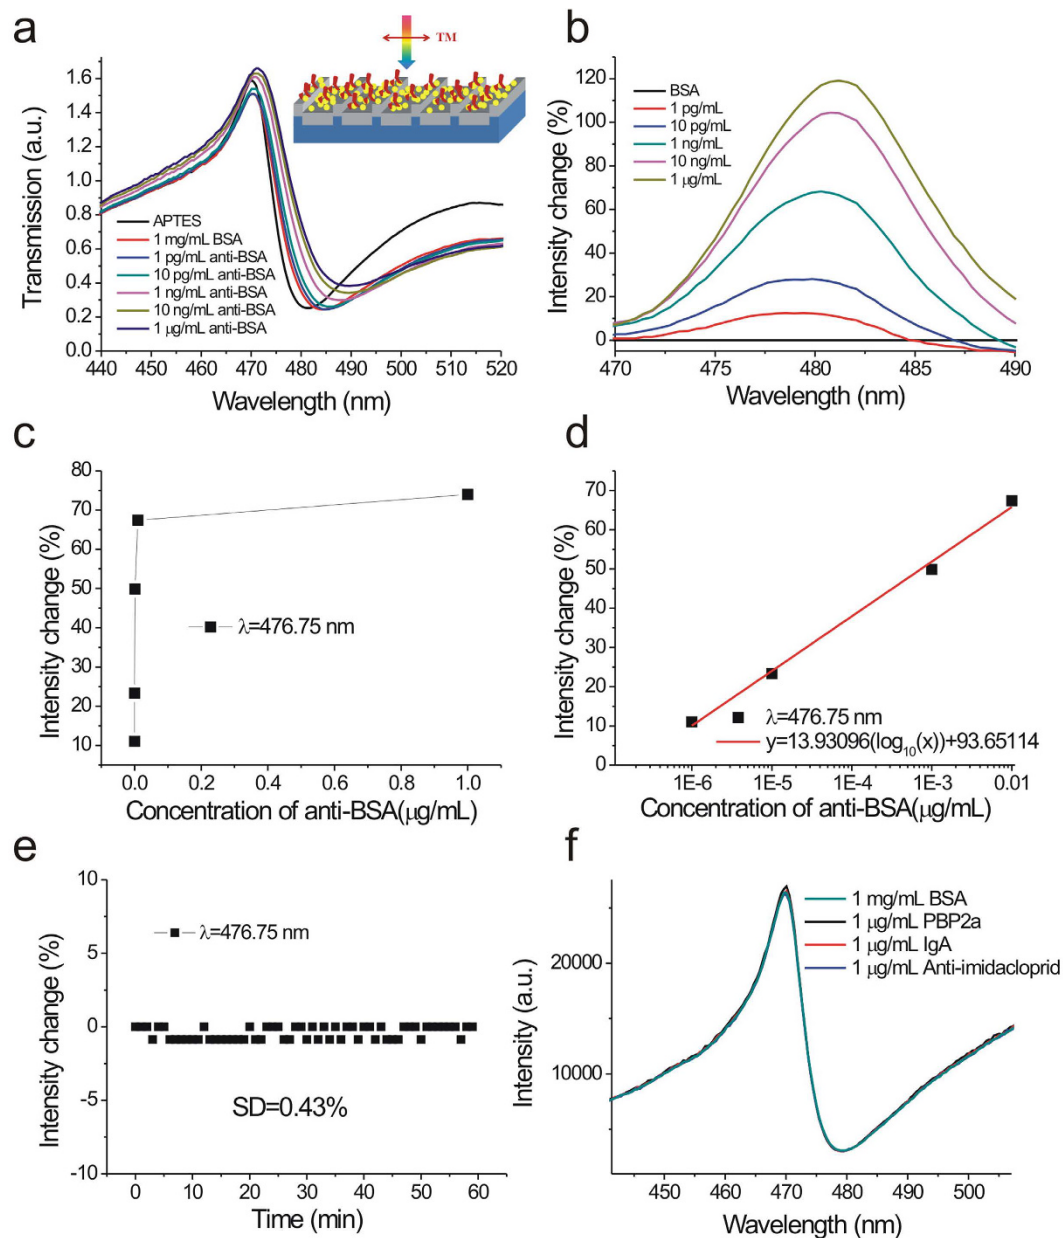 a
TM
Transmission (a.u.)
1.6
1.4
1.2
1.0
0.8
0.6
0.4
0.2
0.0
APTES
1 mg/mL BSA
1 pg/mL anti-BSA
10 pg/mL anti-BSA
1 ng/mL anti-BSA
10 ng/mL anti-BSA
1 µg/mL anti-BSA
440 450 460 470 480 490 500 510 520
Wavelength (nm)
b
Intensity change (%)
120
100
80
60
40
20
0
BSA
1 pg/mL
10 pg/mL
1 ng/mL
10 ng/mL
1 µg/mL
470 475 480 485 490
Wavelength (nm)
c
Intensity change (%)
80
70
60
50
40
30
20
10
0
λ=476.75 nm
0.0 0.2 0.4 0.6 0.8 1.0
Concentration of anti-BSA(µg/mL)
d
Intensity change (%)
80
70
60
50
40
30
20
10
0
λ=476.75 nm
y=13.93096(log10(x))+93.65114
1E-6 1E-5 1E-4 1E-3 0.01
Concentration of anti-BSA(µg/mL)
e
Intensity change (%)
10
5
0
-5
-10
λ=476.75 nm
SD=0.43%
0 10 20 30 40 50 60
Time (min)
f
Intensity (a.u.)
20000
10000
1 mg/mL BSA
1 µg/mL PBP2a
1 µg/mL IgA
1 µg/mL Anti-imidacloprid
450 460 470 480 490 500
Wavelength (nm)